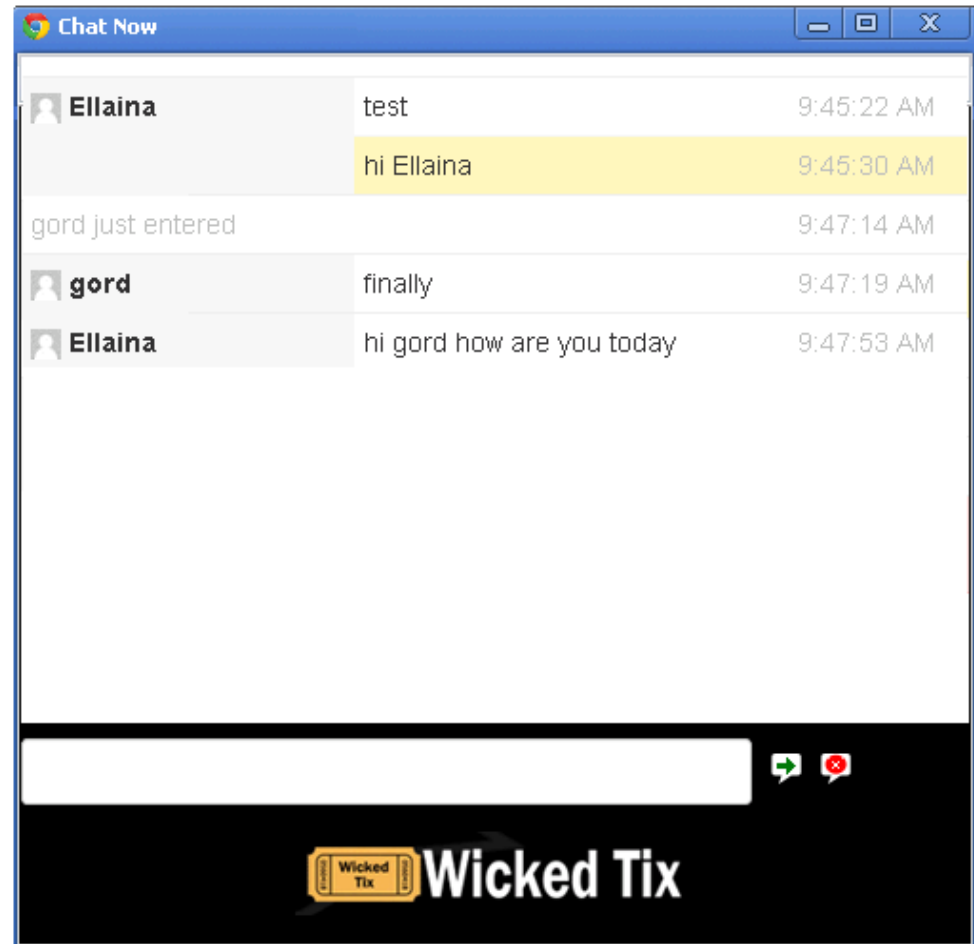 Chat Now
Ellaina test 9:45:22 AM
hi Ellaina 9:45:30 AM
gord just entered 9:47:14 AM
gord finally 9:47:19 AM
Ellaina hi gord how are you today 9:47:53 AM
Wicked Tix Wicked Tix